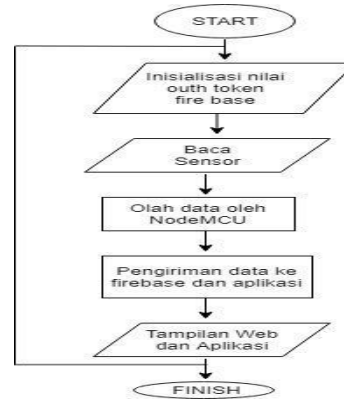 START
Inisialisasi nilai
outh token
fire base
Baca
Sensor
Olah data oleh
NodeMCU
Pengiriman data ke
firebase dan aplikasi
Tampilan Web
dan Aplikasi
FINISH